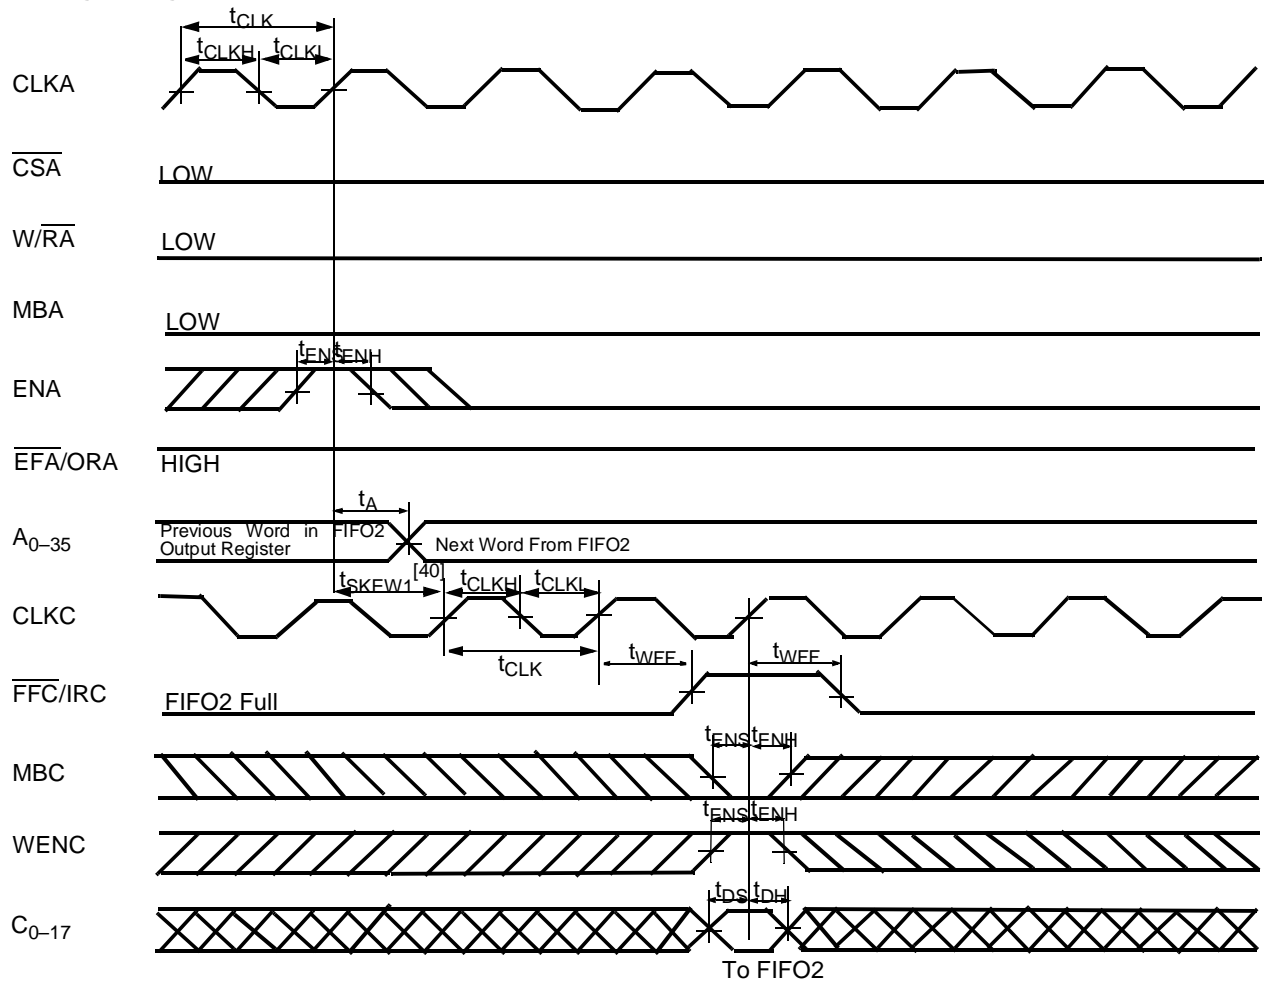 tCLK
tCLKH tCLKL
CLKA
CSA LOW
W/RA LOW
MBA LOW
tENS tENH
ENA
EFA/ORA HIGH
tA
A0–35 Previous Word in FIFO2
Output Register
Next Word From FIFO2
tSKEW1[40] tCLKH tCLKL
CLKC
tCLK tWFF tWFF
FFC/IRC FIFO2 Full
tENS tENH
MBC
tENS tENH
WENC
tDS tDH
C0–17
To FIFO2